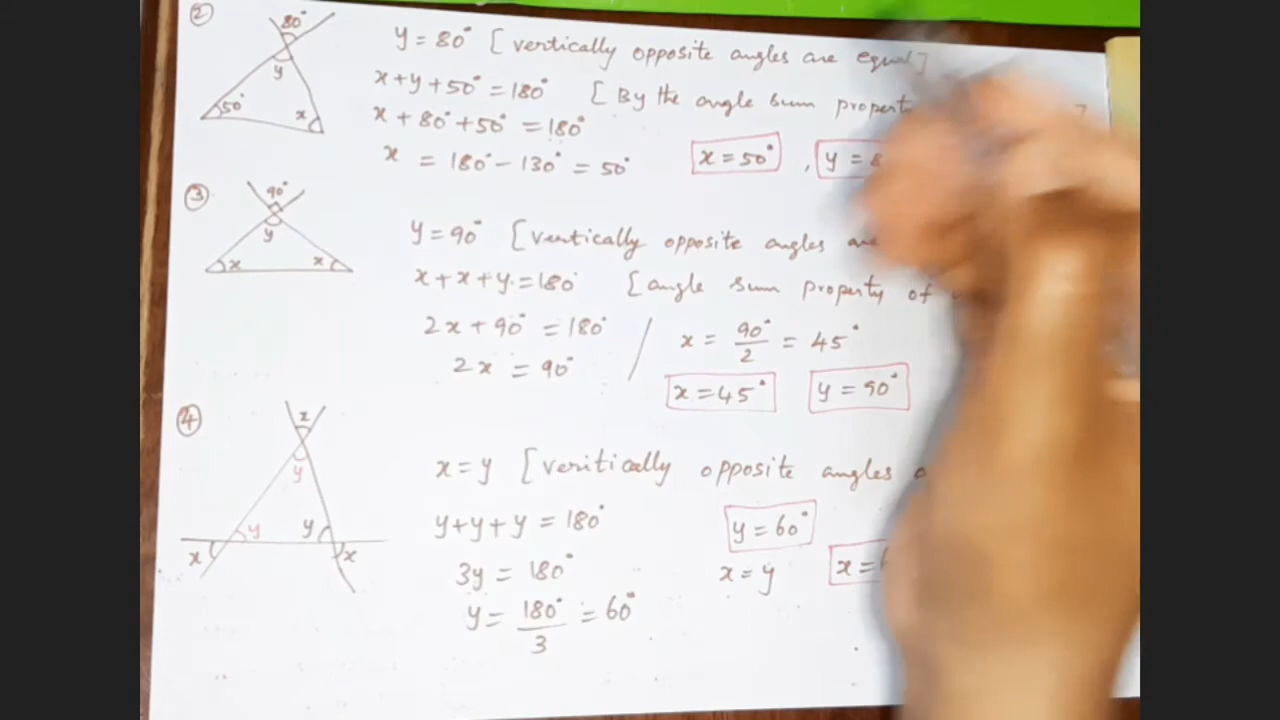 ②
80°
y
50°
x
y = 80° [vertically opposite angles are equal]
x + y + 50° = 180° [By the angle sum
x + 80° + 50° = 180°
x = 180° - 130° = 50°
x = 50° , y =
③
90°
y
x
x
y = 90° [vertically opposite angles are
x + x + y = 180° [angle sum property of
2x + 90° = 180°
2x = 90°
x = 90°/2 = 45°
x = 45°
y = 90°
④
x
y
y
y
x
x
x = y [veritically opposite angles
y + y + y = 180°
3y = 180°
y = 180°/3 = 60°
y = 60°
x = y
x =